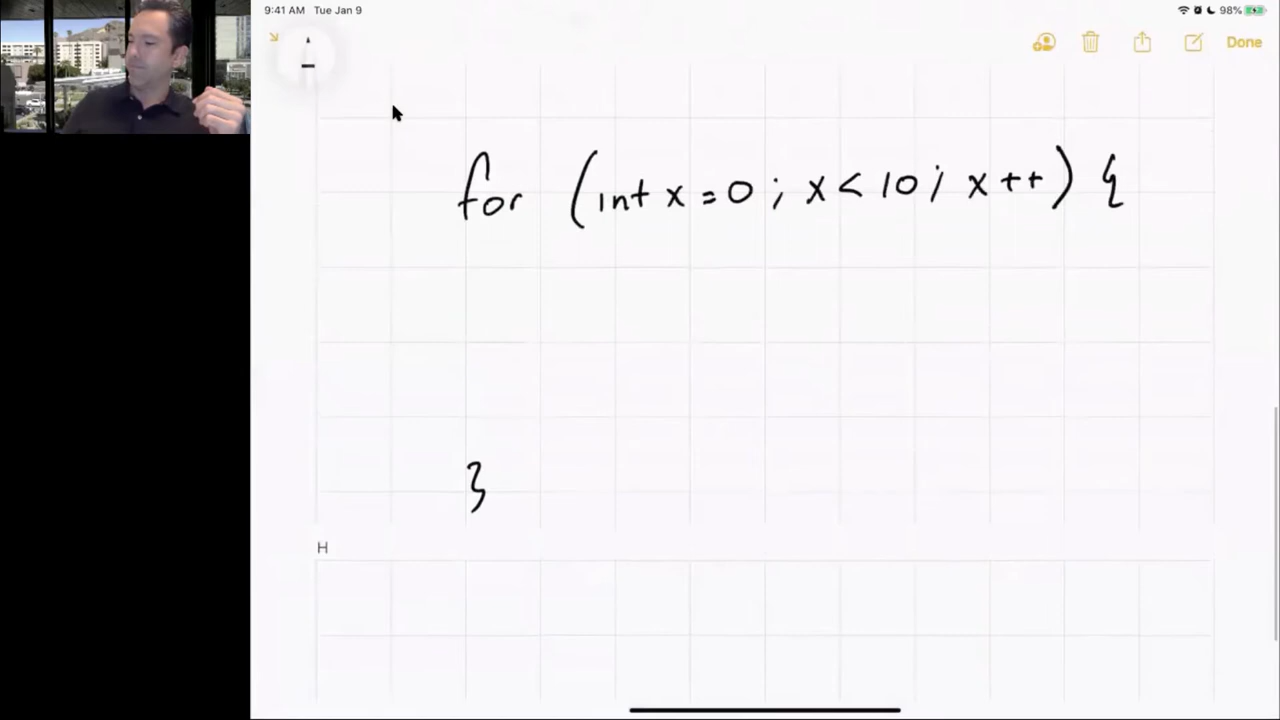 9:41 AM Tue Jan 9
98%
Done
for (int x = 0 ; x < 10 ; x ++) {
}
H